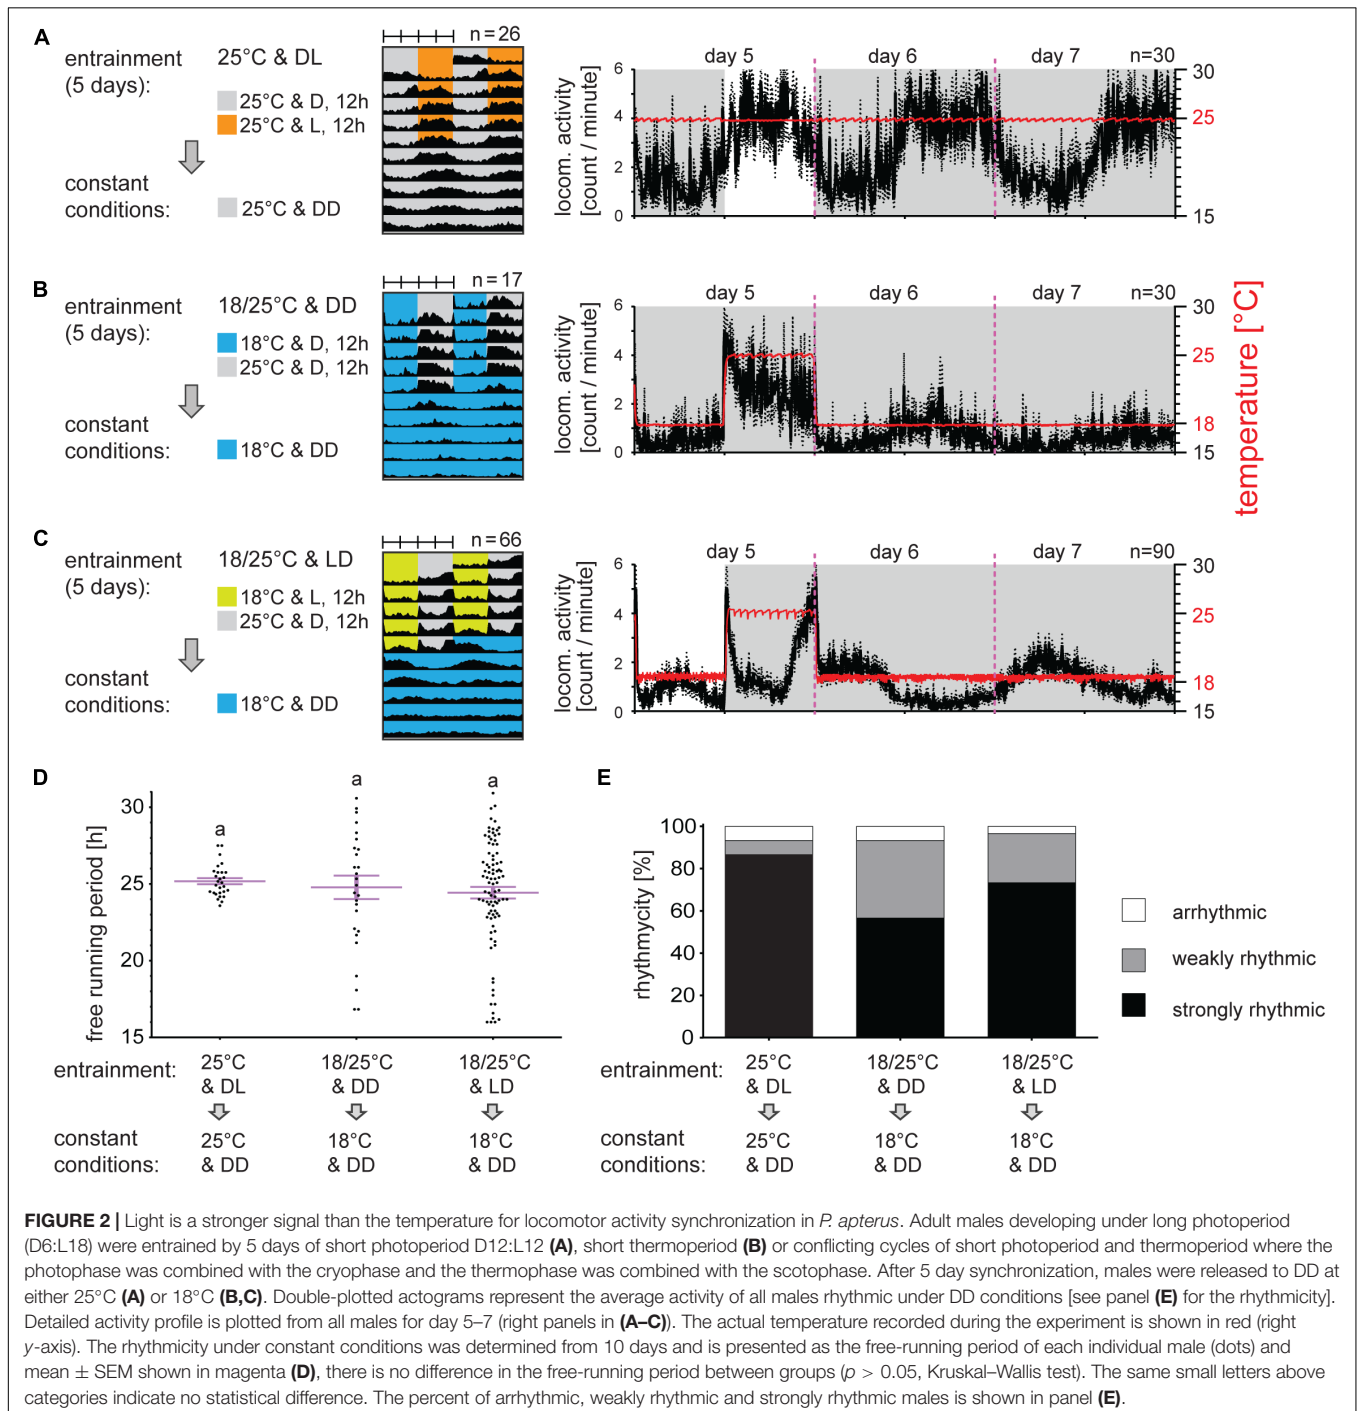 A
entrainment
(5 days):
25°C & DL
25°C & D, 12h
25°C & L, 12h
constant
conditions:
25°C & DD
n=26
day 5
day 6
day 7
n=30
locom. activity
[count / minute]
6
4
2
0
30
25
15
B
entrainment
(5 days):
18/25°C & DD
18°C & D, 12h
25°C & D, 12h
constant
conditions:
18°C & DD
n=17
day 5
day 6
day 7
n=30
locom. activity
[count / minute]
6
4
2
0
30
25
18
15
temperature [°C]
C
entrainment
(5 days):
18/25°C & LD
18°C & L, 12h
25°C & D, 12h
constant
conditions:
18°C & DD
n=66
day 5
day 6
day 7
n=90
locom. activity
[count / minute]
6
4
2
0
30
25
18
15
D
free running period [h]
30
25
20
15
a
a
a
entrainment:
25°C
& DL
18/25°C
& DD
18/25°C
& LD
constant
conditions:
25°C
& DD
18°C
& DD
18°C
& DD
E
rhythmycity [%]
100
80
60
40
20
0
arrhythmic
weakly rhythmic
strongly rhythmic
entrainment:
25°C
& DL
18/25°C
& DD
18/25°C
& LD
constant
conditions:
25°C
& DD
18°C
& DD
18°C
& DD
FIGURE 2 | Light is a stronger signal than the temperature for locomotor activity synchronization in P. apterus. Adult males developing under long photoperiod
(D6:L18) were entrained by 5 days of short photoperiod D12:L12 (A), short thermoperiod (B) or conflicting cycles of short photoperiod and thermoperiod where the
photophase was combined with the cryophase and the thermophase was combined with the scotophase. After 5 day synchronization, males were released to DD at
either 25°C (A) or 18°C (B,C). Double-plotted actograms represent the average activity of all males rhythmic under DD conditions [see panel (E) for the rhythmicity].
Detailed activity profile is plotted from all males for day 5–7 (right panels in (A–C)). The actual temperature recorded during the experiment is shown in red (right
y-axis). The rhythmicity under constant conditions was determined from 10 days and is presented as the free-running period of each individual male (dots) and
mean ± SEM shown in magenta (D), there is no difference in the free-running period between groups (p > 0.05, Kruskal–Wallis test). The same small letters above
categories indicate no statistical difference. The percent of arrhythmic, weakly rhythmic and strongly rhythmic males is shown in panel (E).